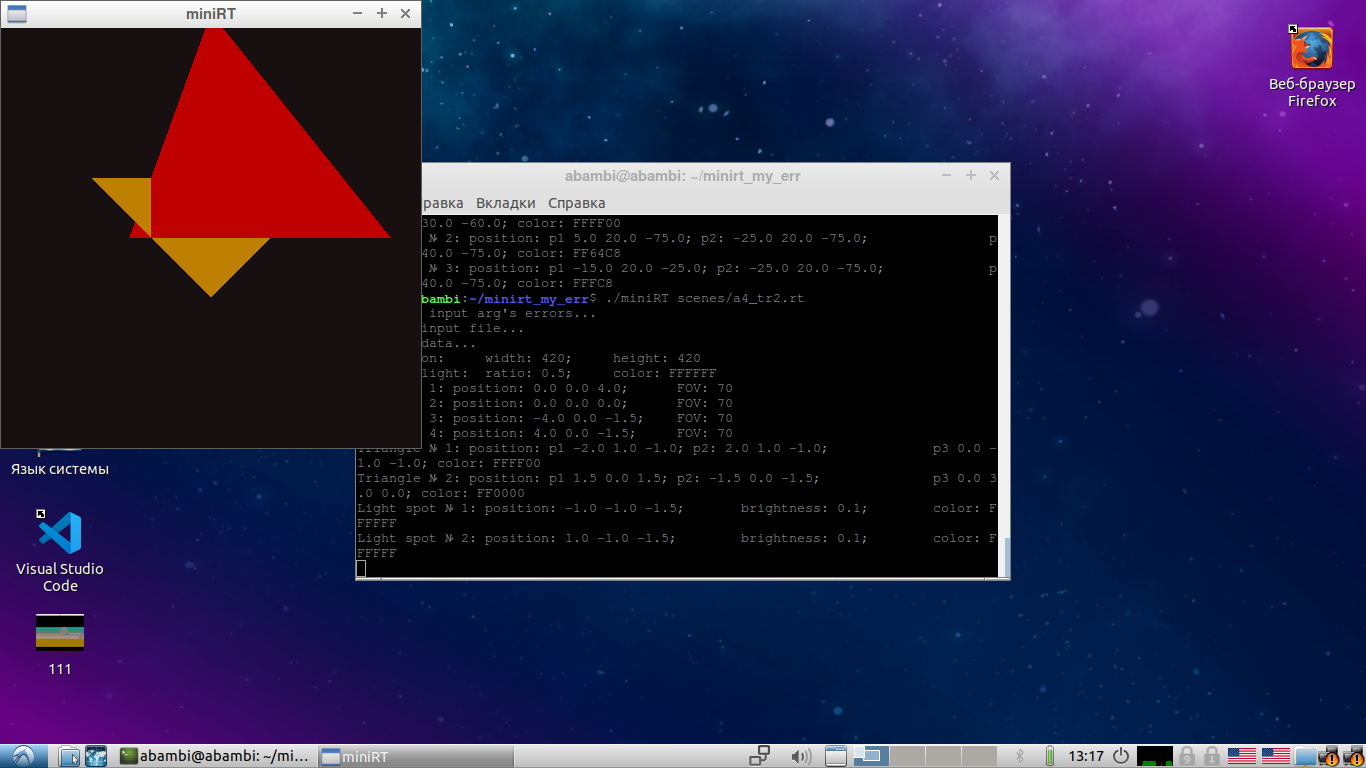 miniRT
Веб-браузер
Firefox
abambi@abambi: ~/minirt_my_err
равка Вкладки Справка
30.0 -60.0; color: FFFF00
№ 2: position: p1 5.0 20.0 -75.0; p2: -25.0 20.0 -75.0; p
40.0 -75.0; color: FF64C8
№ 3: position: p1 -15.0 20.0 -25.0; p2: -25.0 20.0 -75.0; p
40.0 -75.0; color: FFFC8
bambi:~/minirt_my_err$ ./miniRT scenes/a4_tr2.rt
input arg's errors...
input file...
data...
on: width: 420; height: 420
light: ratio: 0.5; color: FFFFFF
1: position: 0.0 0.0 4.0; FOV: 70
2: position: 0.0 0.0 0.0; FOV: 70
3: position: -4.0 0.0 -1.5; FOV: 70
4: position: 4.0 0.0 -1.5; FOV: 70
Triangle № 1: position: p1 -2.0 1.0 -1.0; p2: 2.0 1.0 -1.0; p3 0.0 -
1.0 -1.0; color: FFFF00
Triangle № 2: position: p1 1.5 0.0 1.5; p2: -1.5 0.0 -1.5; p3 0.0 3
.0 0.0; color: FF0000
Light spot № 1: position: -1.0 -1.0 -1.5; brightness: 0.1; color: F
FFFFF
Light spot № 2: position: 1.0 -1.0 -1.5; brightness: 0.1; color: F
FFFFF
Язык системы
Visual Studio
Code
111
abambi@abambi: ~/mi...
miniRT
13:17